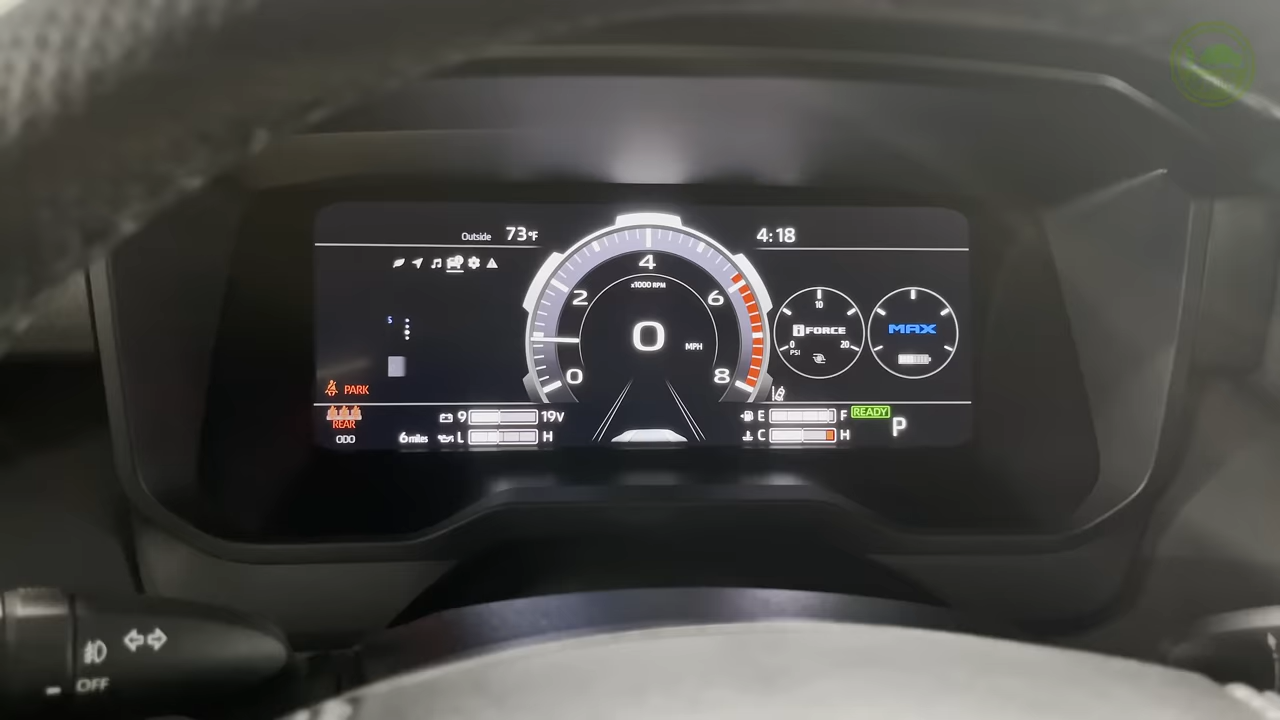 Outside 73°F
4:18
4
x1000 RPM
2
6
10
0
MPH
iFORCE
MAX
0
20
PSI
S
0
8
PARK
REAR
9
19V
E
F
READY
P
ODO
6 miles
L
H
C
H
OFF